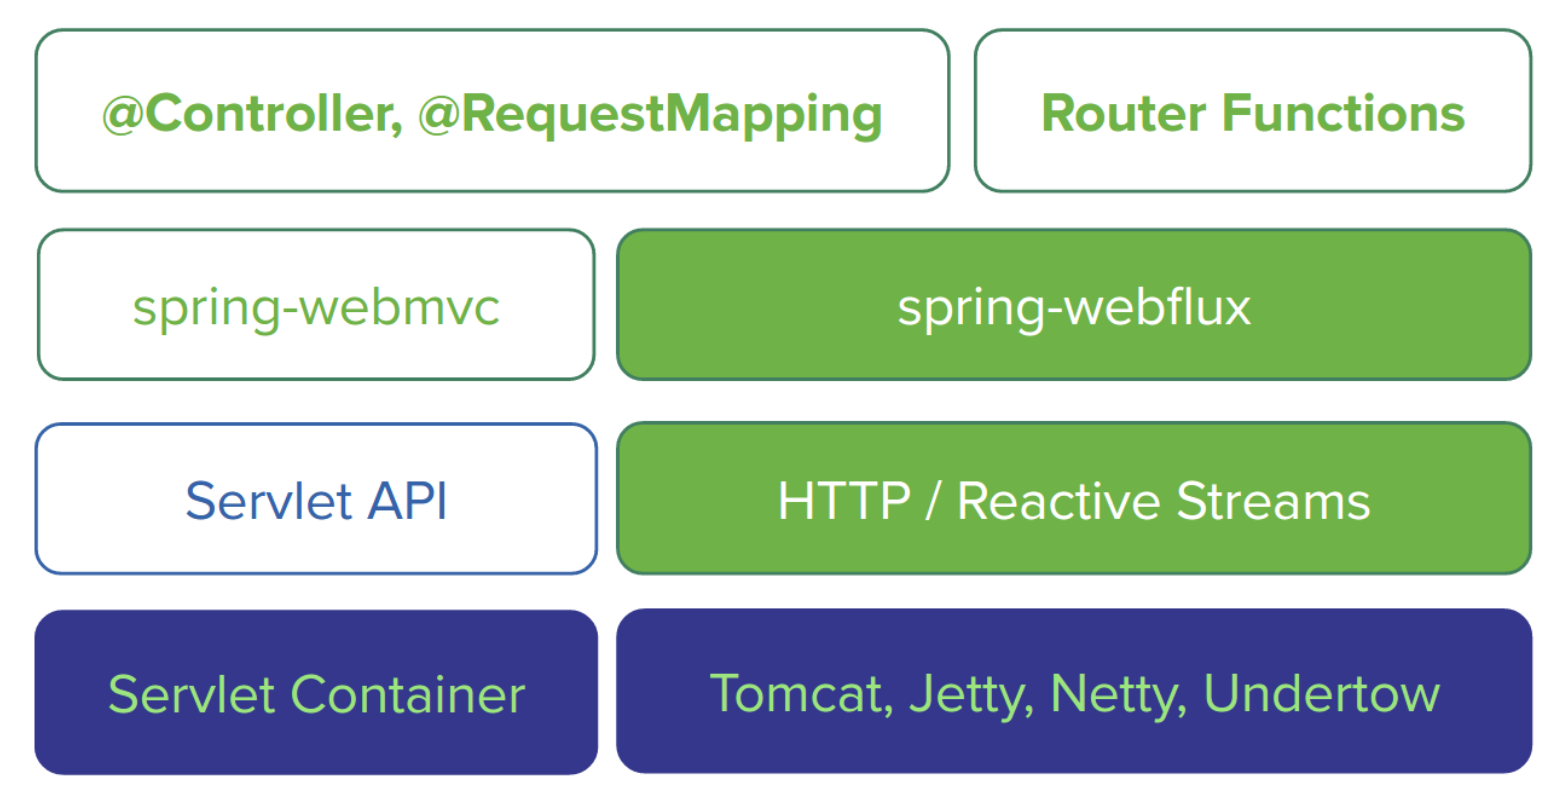 @Controller, @RequestMapping
Router Functions
spring-webmvc
spring-webflux
Servlet API
HTTP / Reactive Streams
Servlet Container
Tomcat, Jetty, Netty, Undertow